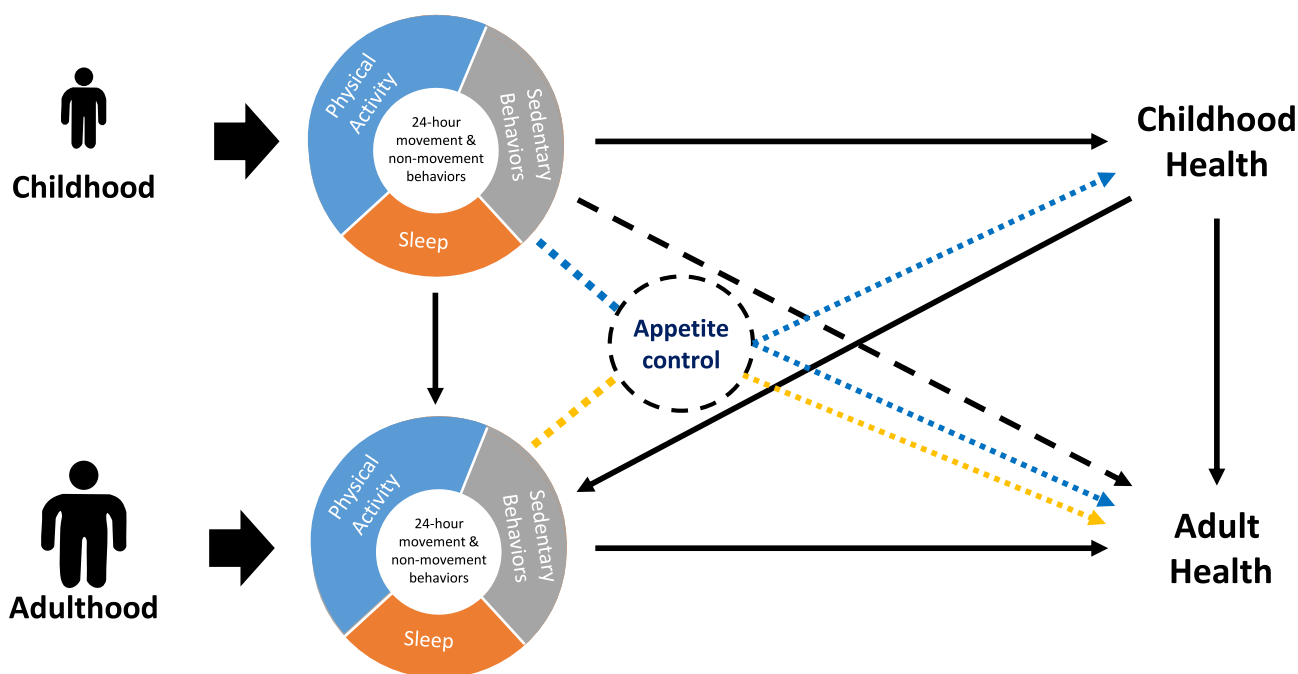 Childhood
Physical
Activity
Sedentary
Behaviors
24-hour
movement &
non-movement
behaviors
Sleep
Childhood
Health
Appetite
control
Adulthood
Physical
Activity
Sedentary
Behaviors
24-hour
movement &
non-movement
behaviors
Sleep
Adult
Health